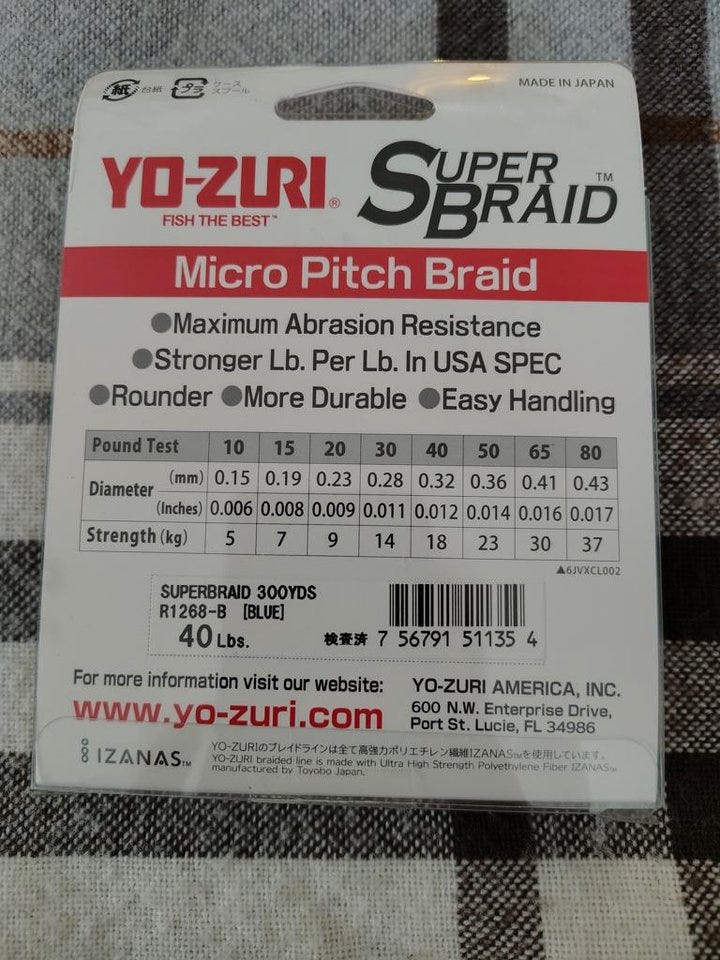 紙 台紙 プラ ケース スプール
MADE IN JAPAN
YO-ZURI®
FISH THE BEST™
SUPER BRAID™
Micro Pitch Braid
●Maximum Abrasion Resistance
●Stronger Lb. Per Lb. In USA SPEC
●Rounder ●More Durable ●Easy Handling
Pound Test 10 15 20 30 40 50 65 80
Diameter (mm) 0.15 0.19 0.23 0.28 0.32 0.36 0.41 0.43
(Inches) 0.006 0.008 0.009 0.011 0.012 0.014 0.016 0.017
Strength (kg) 5 7 9 14 18 23 30 37
▲6JVXCL002
SUPERBRAID 300YDS
R1268-B [BLUE]
40 Lbs.
検査済 7 56791 51135 4
For more information visit our website:
www.yo-zuri.com
YO-ZURI AMERICA, INC.
600 N.W. Enterprise Drive,
Port St. Lucie, FL 34986
IZANAS™
YO-ZURIのブレイドラインは全て高強力ポリエチレン繊維IZANAS™を使用しています。
YO-ZURI braided line is made with Ultra High Strength Polyethylene Fiber IZANAS™
manufactured by Toyobo Japan.